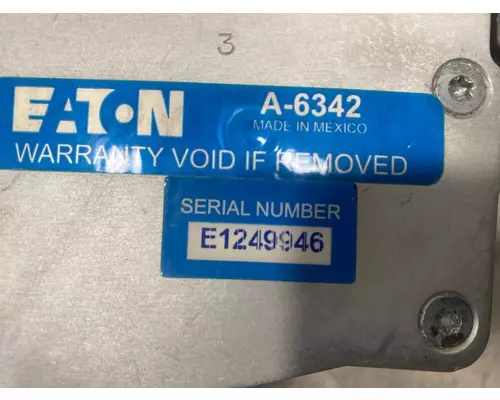 3
EATON
A-6342
MADE IN MEXICO
WARRANTY VOID IF REMOVED
SERIAL NUMBER
E1249946